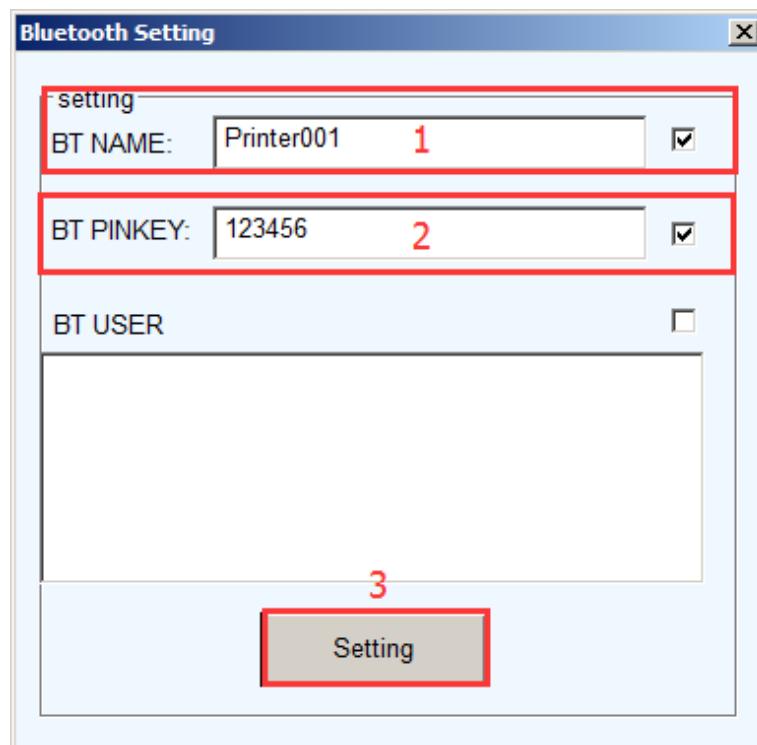 Bluetooth Setting
setting
BT NAME: Printer001 1
BT PINKEY: 123456 2
BT USER
3
Setting